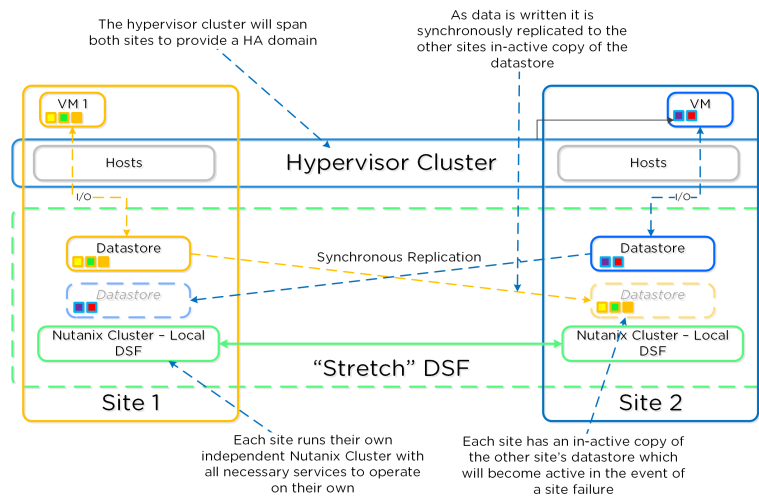 The hypervisor cluster will span
both sites to provide a HA domain
As data is written it is
synchronously replicated to the
other sites in-active copy of the
datastore
VM 1
VM
Hosts
Hypervisor Cluster
Hosts
I/O
I/O
Datastore
Datastore
Synchronous Replication
Datastore
Datastore
Nutanix Cluster – Local
DSF
Nutanix Cluster – Local
DSF
“Stretch” DSF
Site 1
Site 2
Each site runs their own
independent Nutanix Cluster with
all necessary services to operate
on their own
Each site has an in-active copy of
the other site’s datastore which
will become active in the event of
a site failure